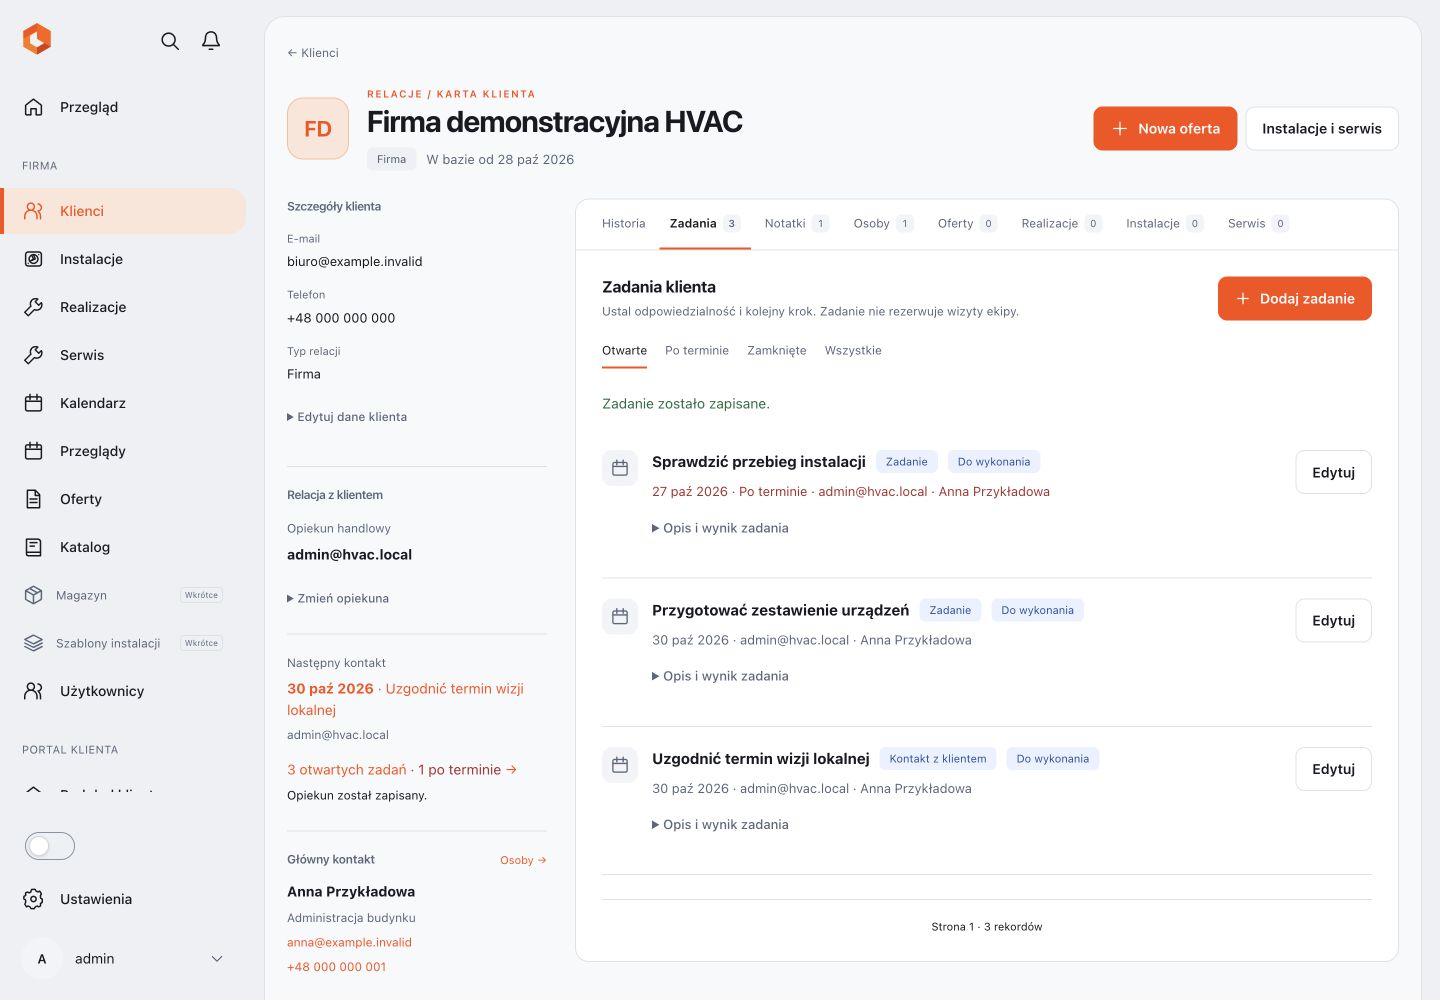 Przegląd
FIRMA
Klienci
Instalacje
Realizacje
Serwis
Kalendarz
Przeglądy
Oferty
Katalog
Magazyn Wkrótce
Szablony instalacji Wkrótce
Użytkownicy
PORTAL KLIENTA
Ustawienia
A admin
← Klienci
FD
RELACJE / KARTA KLIENTA
Firma demonstracyjna HVAC
Firma W bazie od 28 paź 2026
+ Nowa oferta
Instalacje i serwis
Szczegóły klienta
E-mail
biuro@example.invalid
Telefon
+48 000 000 000
Typ relacji
Firma
▶ Edytuj dane klienta
Relacja z klientem
Opiekun handlowy
admin@hvac.local
▶ Zmień opiekuna
Następny kontakt
30 paź 2026 · Uzgodnić termin wizji
lokalnej
admin@hvac.local
3 otwartych zadań · 1 po terminie →
Opiekun został zapisany.
Główny kontakt Osoby →
Anna Przykładowa
Administracja budynku
anna@example.invalid
+48 000 000 001
Historia Zadania 3 Notatki 1 Osoby 1 Oferty 0 Realizacje 0 Instalacje 0 Serwis 0
Zadania klienta
Ustal odpowiedzialność i kolejny krok. Zadanie nie rezerwuje wizyty ekipy.
+ Dodaj zadanie
Otwarte Po terminie Zamknięte Wszystkie
Zadanie zostało zapisane.
Sprawdzić przebieg instalacji Zadanie Do wykonania
27 paź 2026 · Po terminie · admin@hvac.local · Anna Przykładowa
▶ Opis i wynik zadania
Edytuj
Przygotować zestawienie urządzeń Zadanie Do wykonania
30 paź 2026 · admin@hvac.local · Anna Przykładowa
▶ Opis i wynik zadania
Edytuj
Uzgodnić termin wizji lokalnej Kontakt z klientem Do wykonania
30 paź 2026 · admin@hvac.local · Anna Przykładowa
▶ Opis i wynik zadania
Edytuj
Strona 1 · 3 rekordów